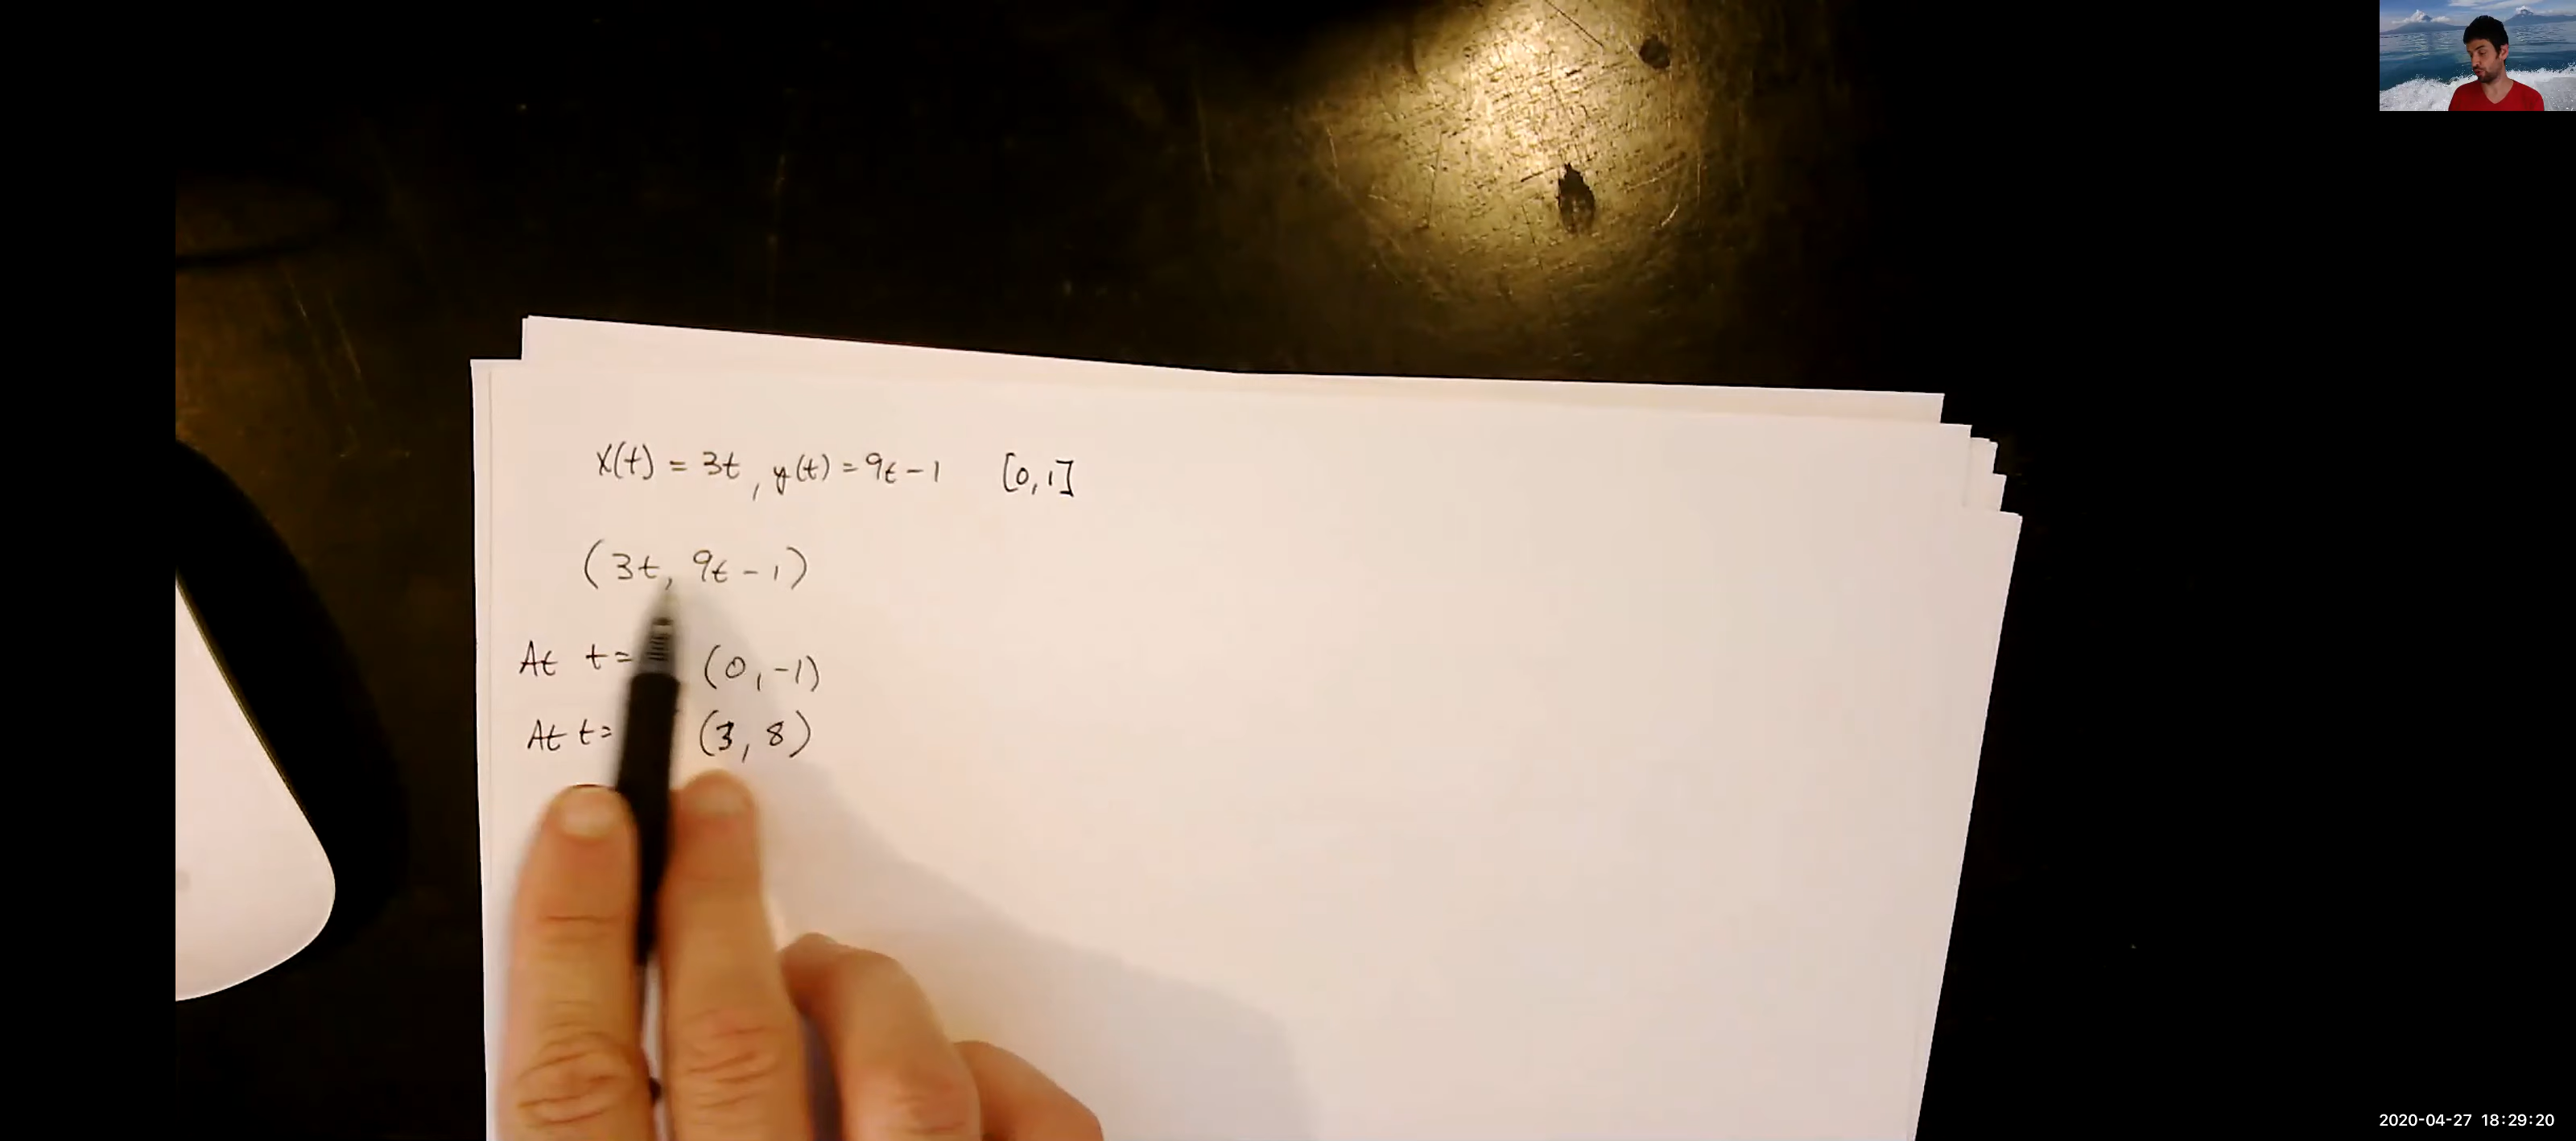 x(t) = 3t, y(t) = 9t - 1 [0, 1]
(3t, 9t - 1)
At t= (0, -1)
At t= (3, 8)
2020-04-27 18:29:20